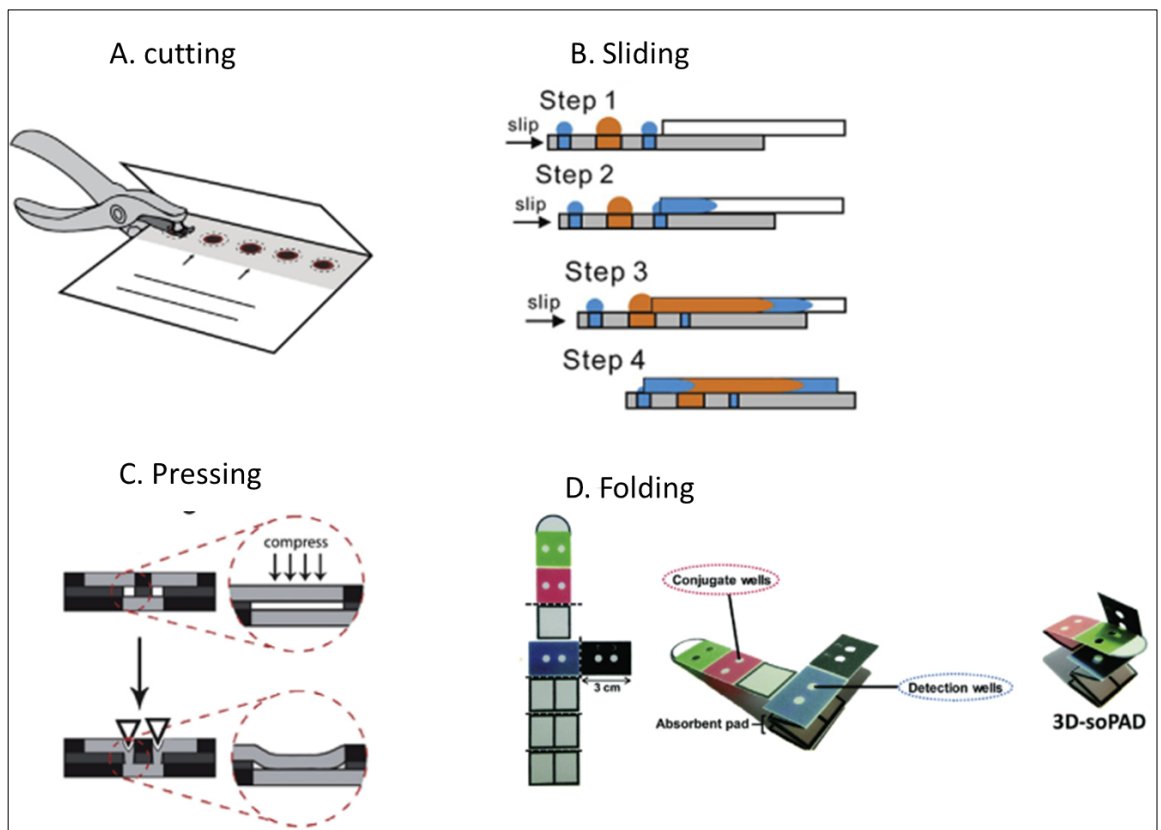 A. cutting
B. Sliding
Step 1
slip
Step 2
slip
Step 3
slip
Step 4
C. Pressing
compress
D. Folding
Conjugate wells
3 cm
Detection wells
Absorbent pad
3D-soPAD